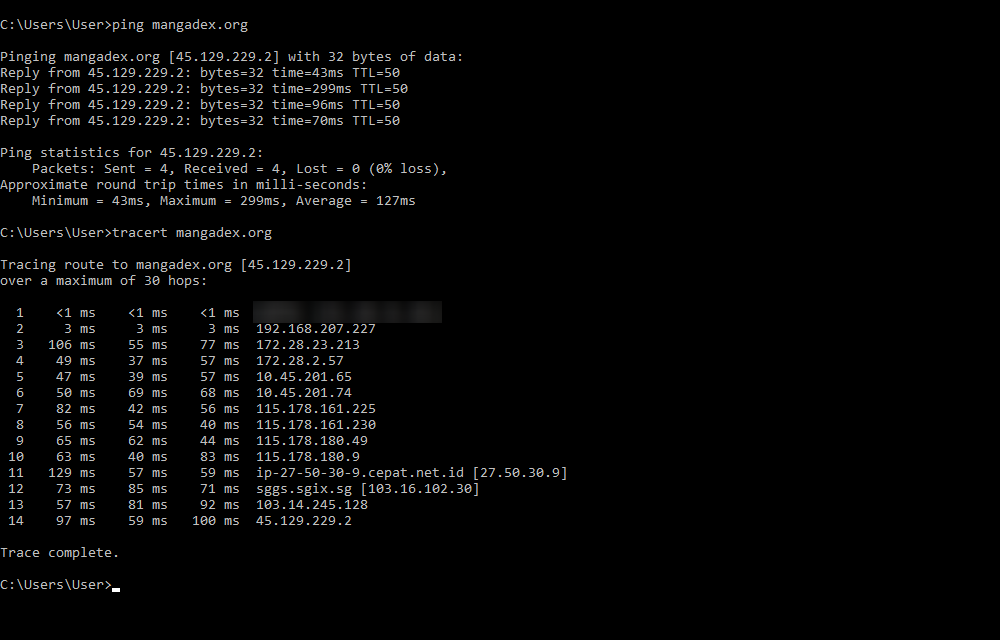 C:\Users\User>ping mangadex.org
Pinging mangadex.org [45.129.229.2] with 32 bytes of data:
Reply from 45.129.229.2: bytes=32 time=43ms TTL=50
Reply from 45.129.229.2: bytes=32 time=299ms TTL=50
Reply from 45.129.229.2: bytes=32 time=96ms TTL=50
Reply from 45.129.229.2: bytes=32 time=70ms TTL=50
Ping statistics for 45.129.229.2:
    Packets: Sent = 4, Received = 4, Lost = 0 (0% loss),
Approximate round trip times in milli-seconds:
    Minimum = 43ms, Maximum = 299ms, Average = 127ms
C:\Users\User>tracert mangadex.org
Tracing route to mangadex.org [45.129.229.2]
over a maximum of 30 hops:
  1    <1 ms    <1 ms    <1 ms
  2     3 ms     3 ms     3 ms  192.168.207.227
  3   106 ms    55 ms    77 ms  172.28.23.213
  4    49 ms    37 ms    57 ms  172.28.2.57
  5    47 ms    39 ms    57 ms  10.45.201.65
  6    50 ms    69 ms    68 ms  10.45.201.74
  7    82 ms    42 ms    56 ms  115.178.161.225
  8    56 ms    54 ms    40 ms  115.178.161.230
  9    65 ms    62 ms    44 ms  115.178.180.49
 10    63 ms    40 ms    83 ms  115.178.180.9
 11   129 ms    57 ms    59 ms  ip-27-50-30-9.cepat.net.id [27.50.30.9]
 12    73 ms    85 ms    71 ms  sggs.sgix.sg [103.16.102.30]
 13    57 ms    81 ms    92 ms  103.14.245.128
 14    97 ms    59 ms   100 ms  45.129.229.2
Trace complete.
C:\Users\User>